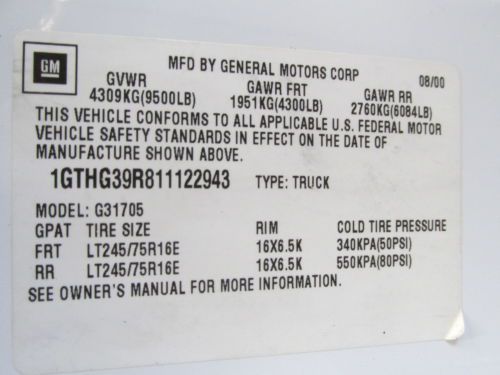 GM
MFD BY GENERAL MOTORS CORP 08/00
GVWR GAWR FRT GAWR RR
4309KG(9500LB) 1951KG(4300LB) 2760KG(6084LB)
THIS VEHICLE CONFORMS TO ALL APPLICABLE U.S. FEDERAL MOTOR
VEHICLE SAFETY STANDARDS IN EFFECT ON THE DATE OF
MANUFACTURE SHOWN ABOVE.
1GTHG39R811122943 TYPE: TRUCK
MODEL: G31705
GPAT TIRE SIZE RIM COLD TIRE PRESSURE
FRT LT245/75R16E 16X6.5K 340KPA(50PSI)
RR LT245/75R16E 16X6.5K 550KPA(80PSI)
SEE OWNER'S MANUAL FOR MORE INFORMATION.